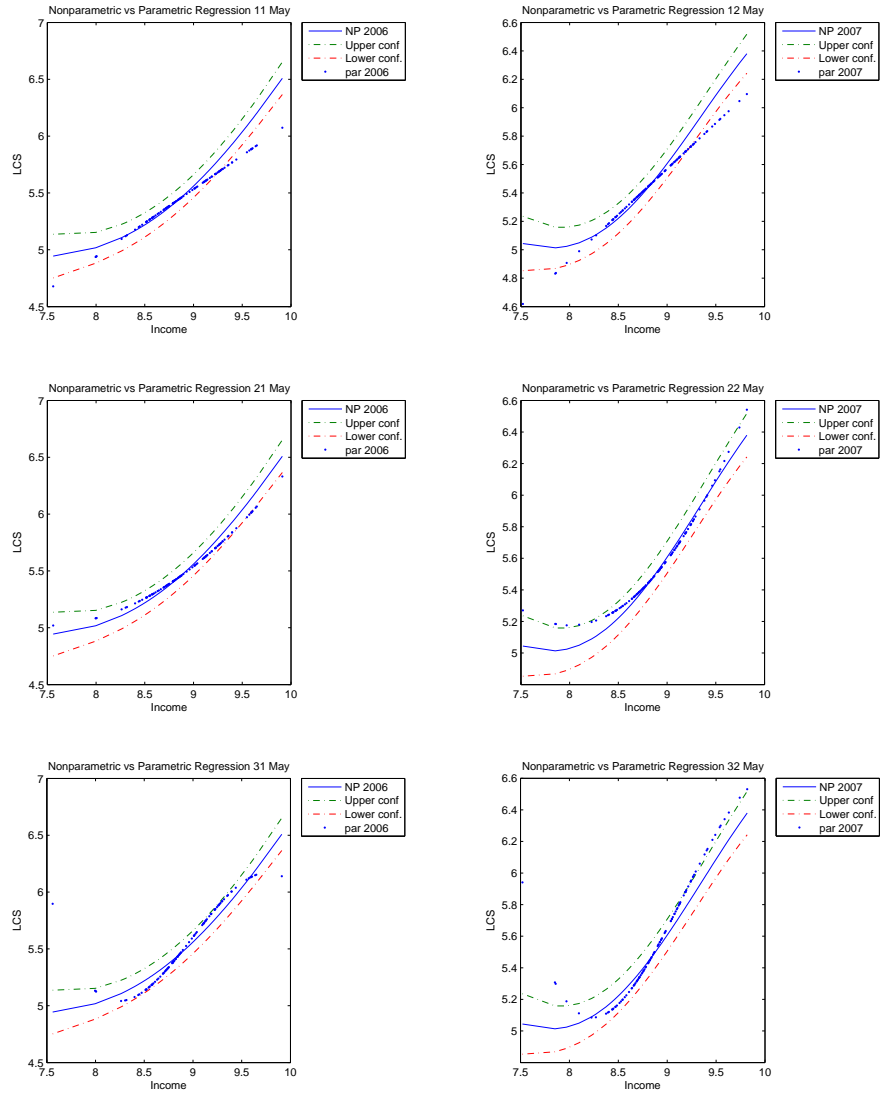 Nonparametric vs Parametric Regression 11 May
7
6.5
6
5.5
5
4.5
LCS
7.5 8 8.5 9 9.5 10
Income
NP 2006
Upper conf
Lower conf.
par 2006
Nonparametric vs Parametric Regression 12 May
6.6
6.4
6.2
6
5.8
5.6
5.4
5.2
5
4.8
4.6
LCS
7.5 8 8.5 9 9.5 10
Income
NP 2007
Upper conf
Lower conf.
par 2007
Nonparametric vs Parametric Regression 21 May
7
6.5
6
5.5
5
4.5
LCS
7.5 8 8.5 9 9.5 10
Income
NP 2006
Upper conf
Lower conf.
par 2006
Nonparametric vs Parametric Regression 22 May
6.6
6.4
6.2
6
5.8
5.6
5.4
5.2
5
LCS
7.5 8 8.5 9 9.5 10
Income
NP 2007
Upper conf
Lower conf.
par 2007
Nonparametric vs Parametric Regression 31 May
7
6.5
6
5.5
5
4.5
LCS
7.5 8 8.5 9 9.5 10
Income
NP 2006
Upper conf
Lower conf.
par 2006
Nonparametric vs Parametric Regression 32 May
6.6
6.4
6.2
6
5.8
5.6
5.4
5.2
5
LCS
7.5 8 8.5 9 9.5 10
Income
NP 2007
Upper conf
Lower conf.
par 2007